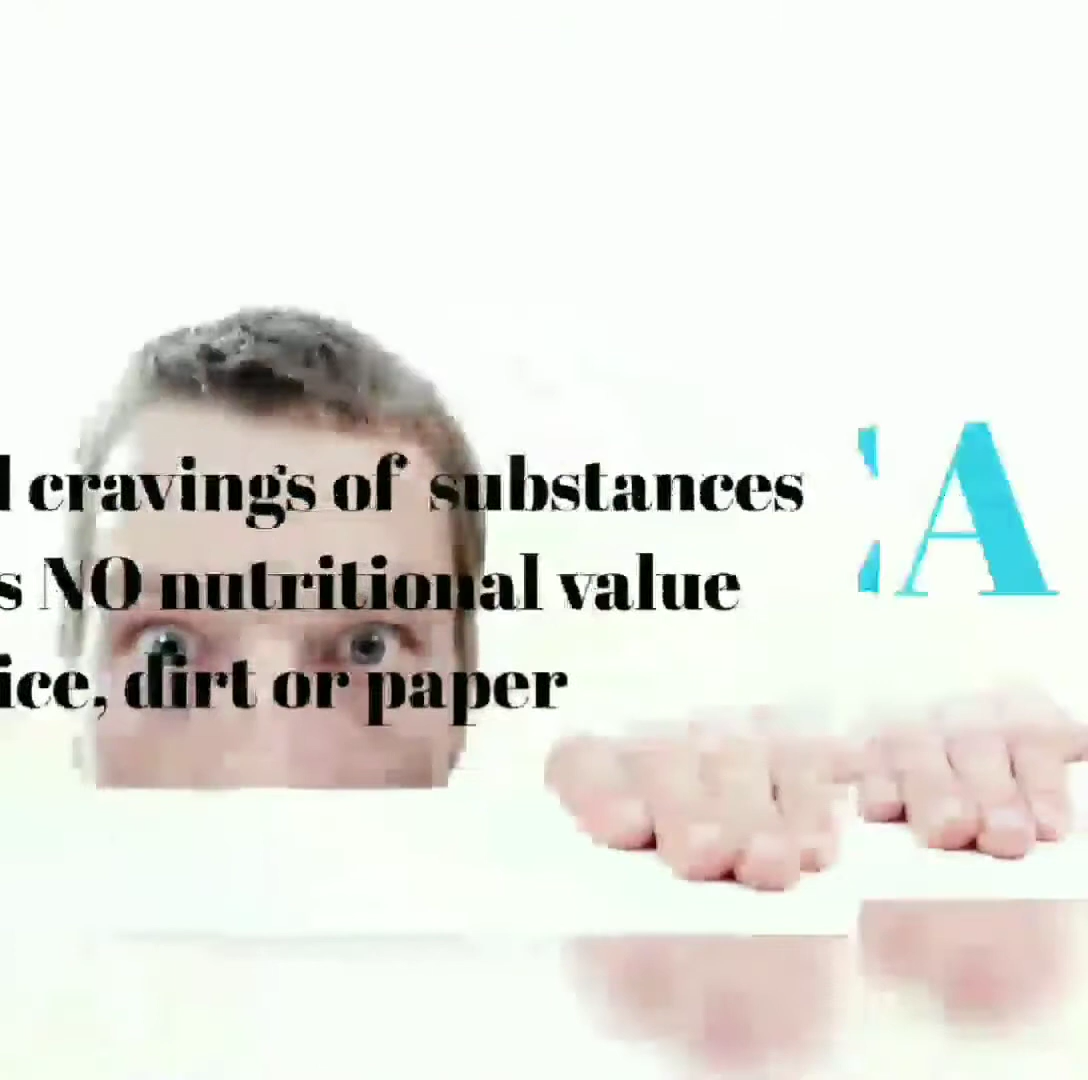 cravings of substances
NO nutritional value
ice, dirt or paper
A